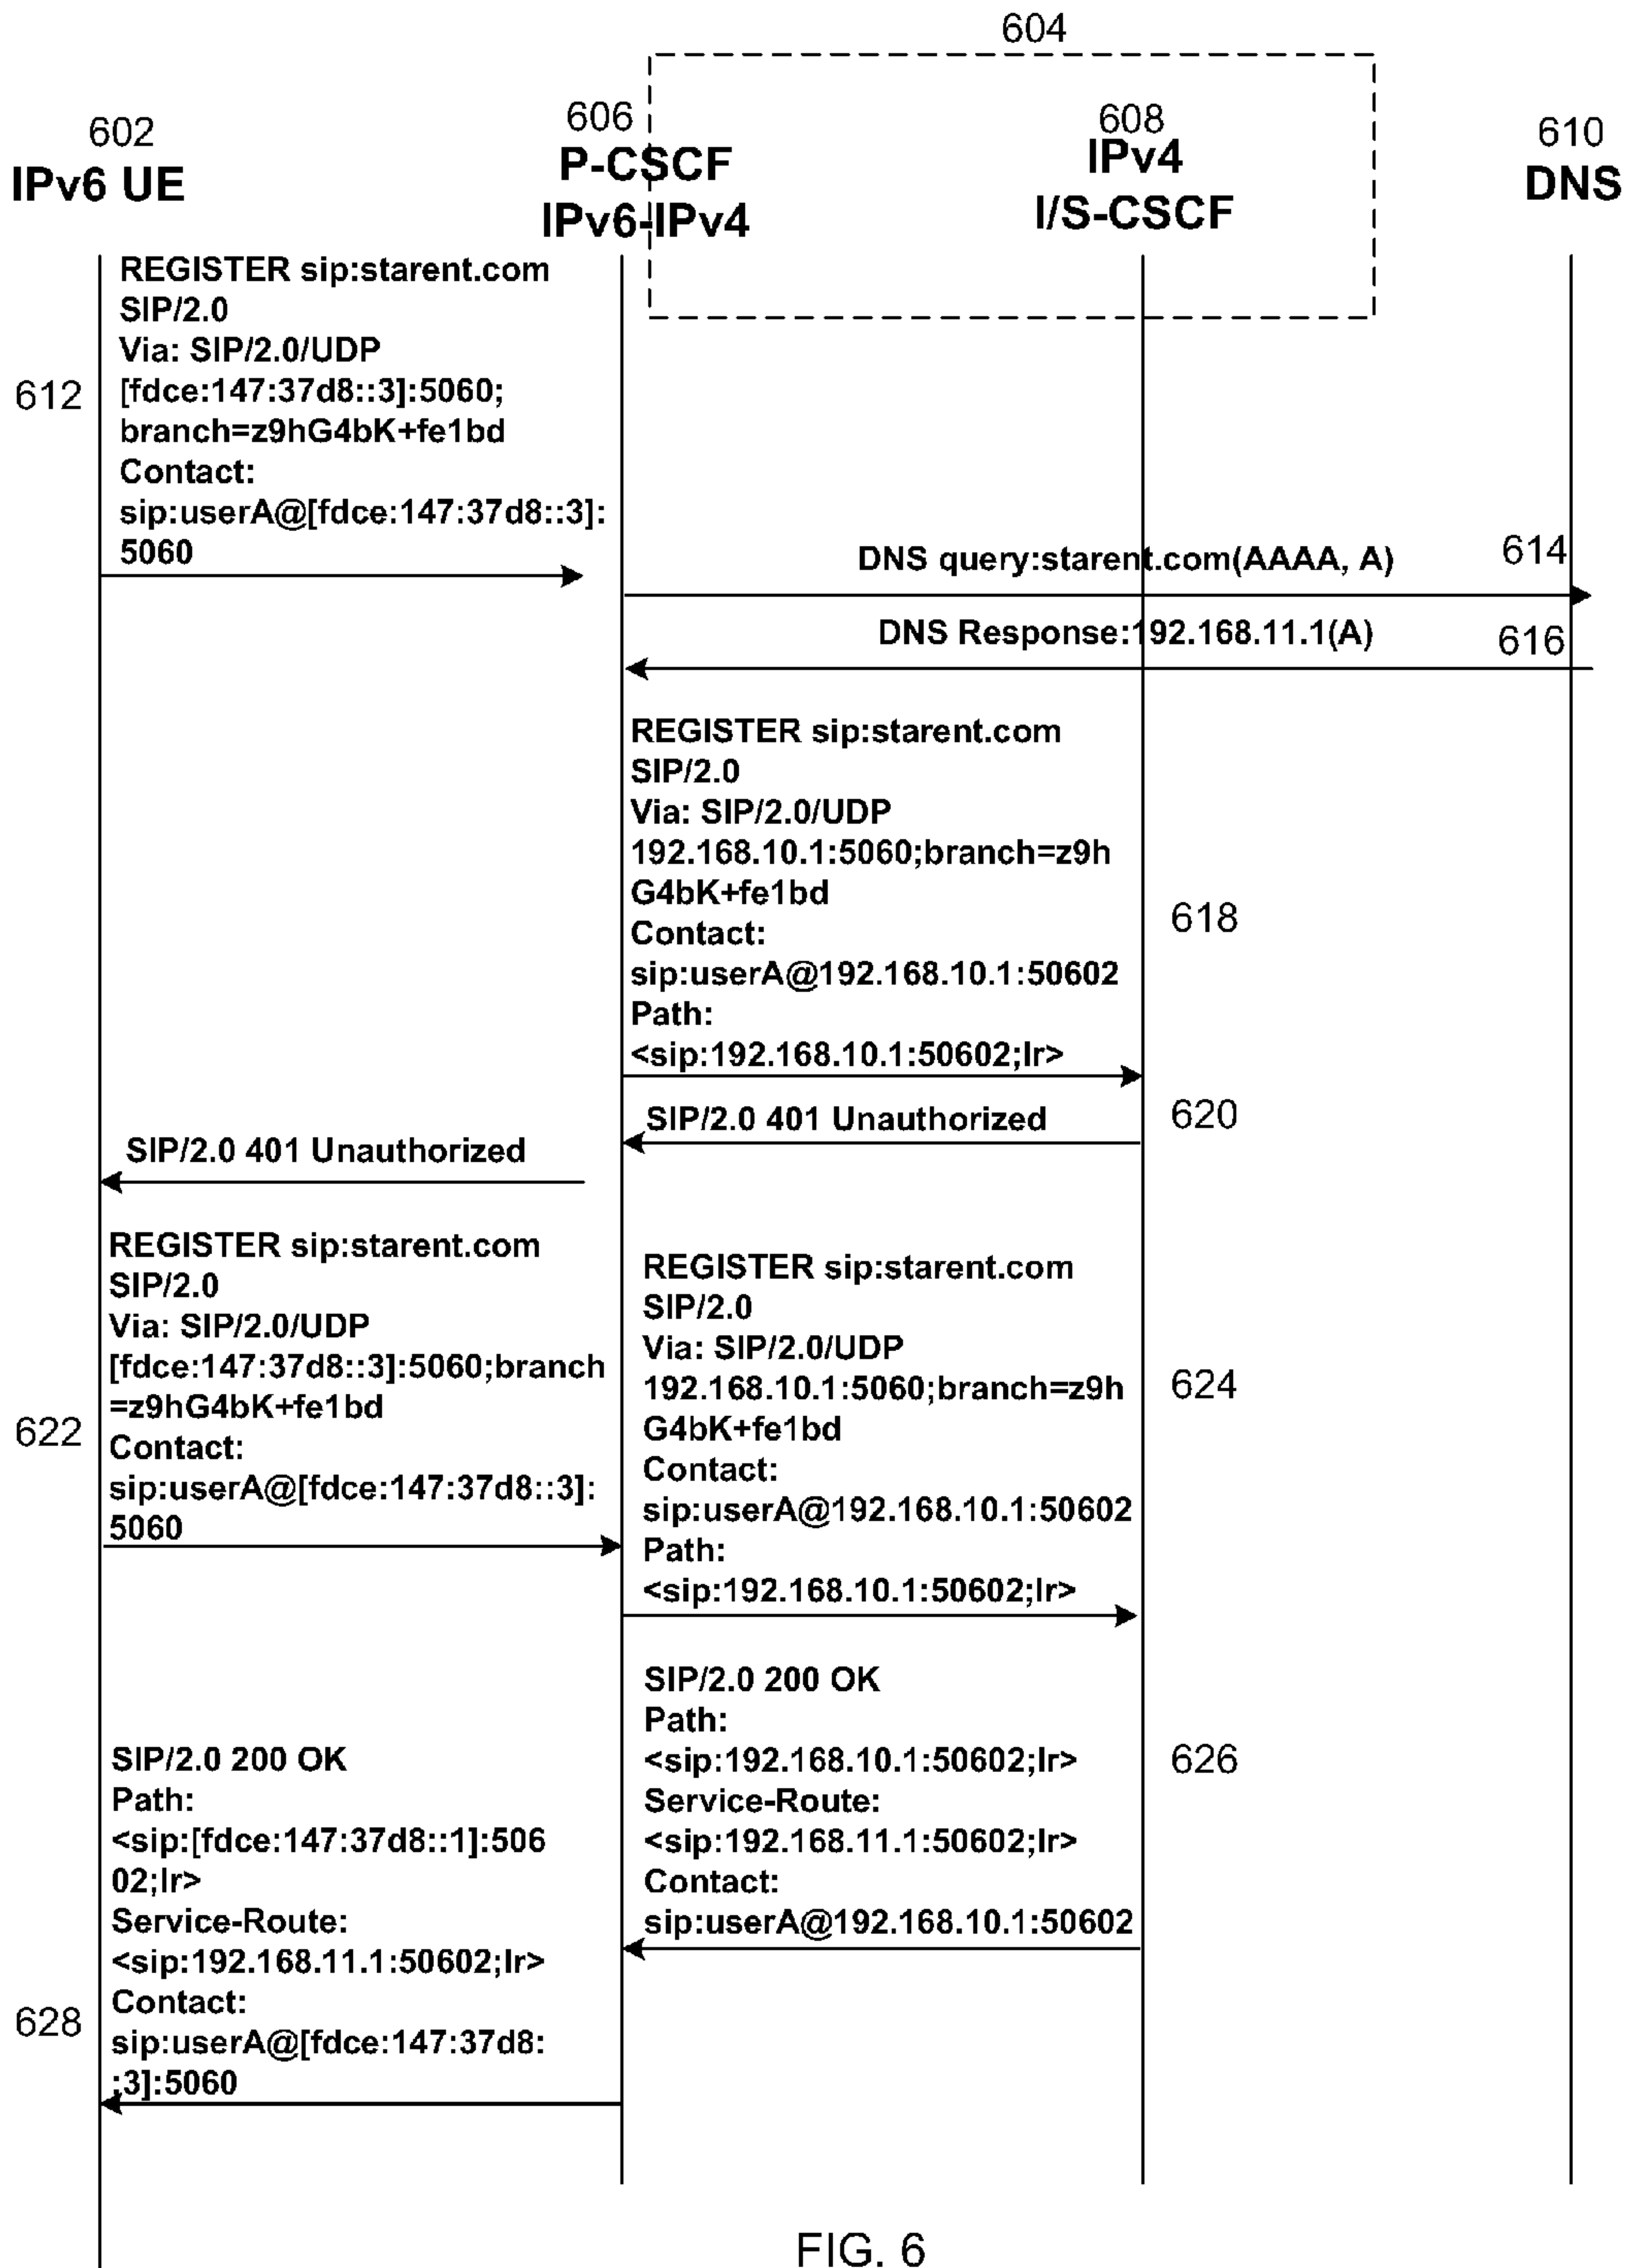 604
602
IPv6 UE
606
P-CSCF
IPv6-IPv4
608
IPv4
I/S-CSCF
610
DNS
REGISTER sip:starent.com
SIP/2.0
Via: SIP/2.0/UDP
[fdce:147:37d8::3]:5060;
branch=z9hG4bK+fe1bd
Contact:
sip:userA@[fdce:147:37d8::3]:
5060
612
DNS query:starent.com(AAAA, A)
614
DNS Response:192.168.11.1(A)
616
REGISTER sip:starent.com
SIP/2.0
Via: SIP/2.0/UDP
192.168.10.1:5060;branch=z9h
G4bK+fe1bd
Contact:
sip:userA@192.168.10.1:50602
Path:
<sip:192.168.10.1:50602;lr>
618
SIP/2.0 401 Unauthorized
620
SIP/2.0 401 Unauthorized
REGISTER sip:starent.com
SIP/2.0
Via: SIP/2.0/UDP
[fdce:147:37d8::3]:5060;branch
=z9hG4bK+fe1bd
Contact:
sip:userA@[fdce:147:37d8::3]:
5060
622
REGISTER sip:starent.com
SIP/2.0
Via: SIP/2.0/UDP
192.168.10.1:5060;branch=z9h
G4bK+fe1bd
Contact:
sip:userA@192.168.10.1:50602
Path:
<sip:192.168.10.1:50602;lr>
624
SIP/2.0 200 OK
Path:
<sip:192.168.10.1:50602;lr>
Service-Route:
<sip:192.168.11.1:50602;lr>
Contact:
sip:userA@192.168.10.1:50602
626
SIP/2.0 200 OK
Path:
<sip:[fdce:147:37d8::1]:506
02;lr>
Service-Route:
<sip:192.168.11.1:50602;lr>
Contact:
sip:userA@[fdce:147:37d8:
:3]:5060
628
FIG. 6